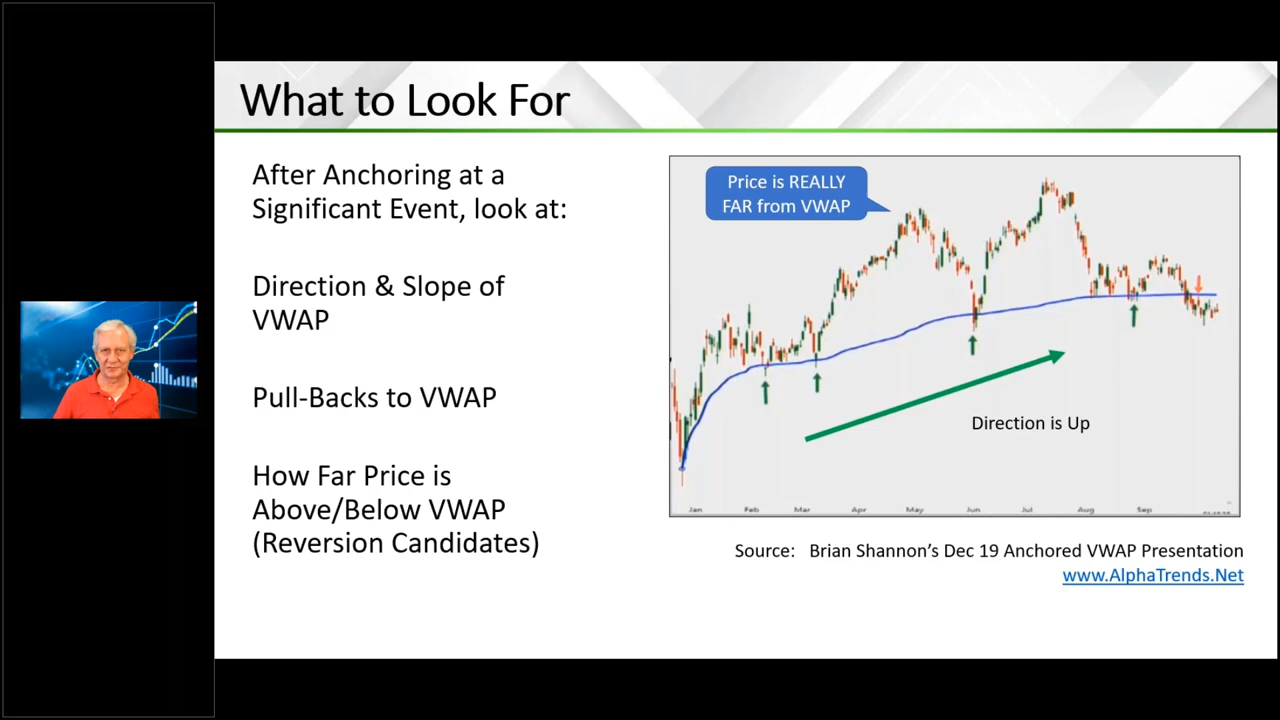 What to Look For
After Anchoring at a
Significant Event, look at:
Direction & Slope of
VWAP
Pull-Backs to VWAP
How Far Price is
Above/Below VWAP
(Reversion Candidates)
Price is REALLY
FAR from VWAP
Direction is Up
Jan Feb Mar Apr May Jun Jul Aug Sep
Source: Brian Shannon’s Dec 19 Anchored VWAP Presentation
www.AlphaTrends.Net